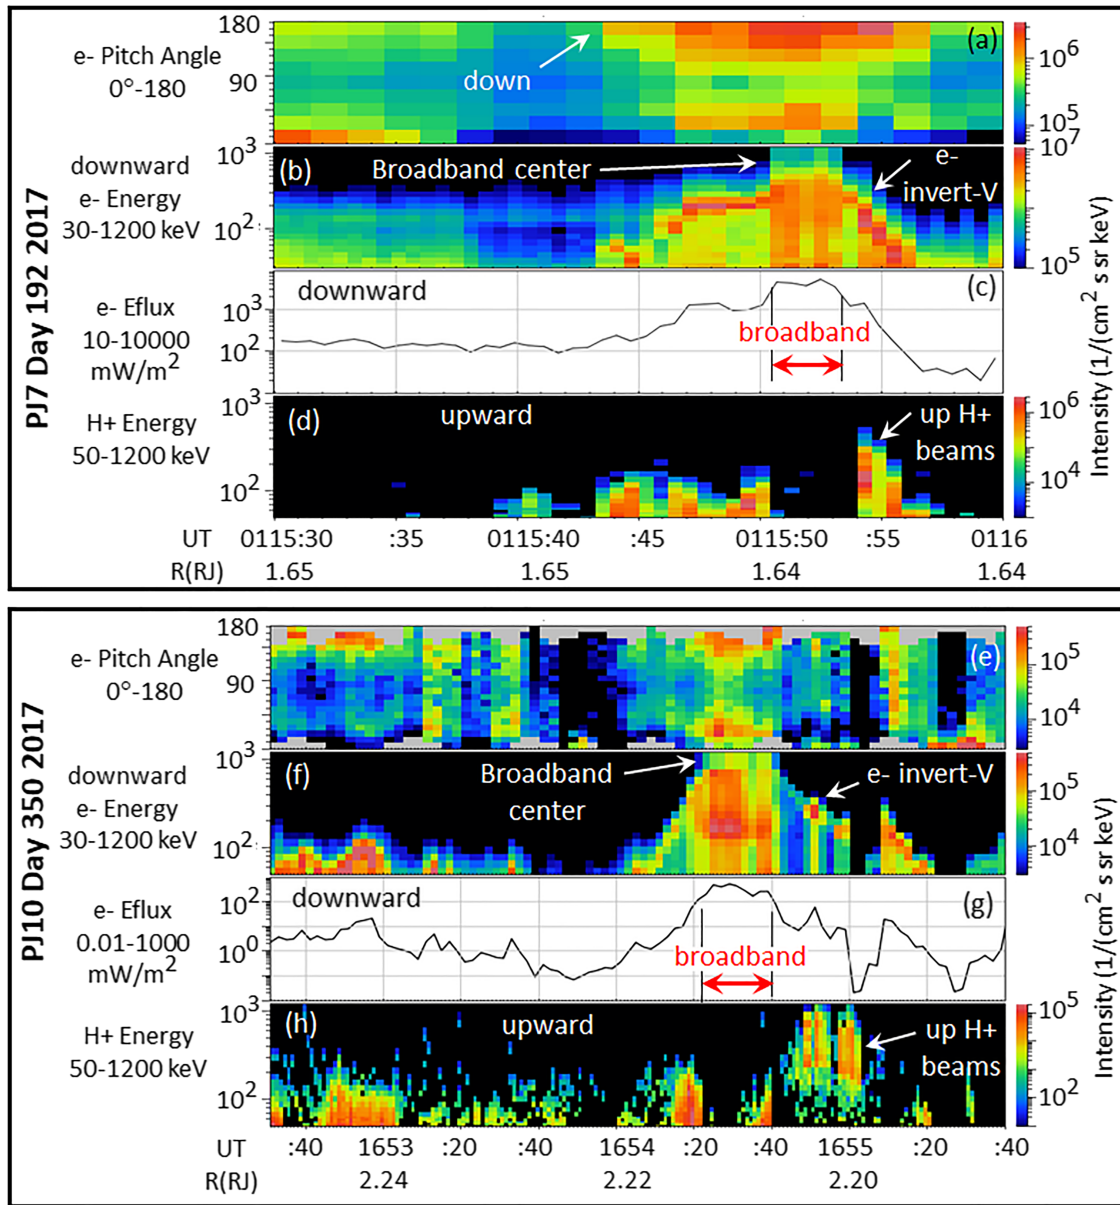 PJ7 Day 192 2017
e- Pitch Angle
0°-180
180
90
down
(a)
10^6
10^5
downward
e- Energy
30-1200 keV
10^3
10^2
(b)
Broadband center
e-
invert-V
10^7
10^7
10^5
e- Eflux
10-10000
mW/m^2
10^3
10^2
downward
(c)
broadband
H+ Energy
50-1200 keV
10^3
10^2
(d)
upward
up H+
beams
10^6
10^4
Intensity (1/(cm^2 s sr keV)
UT 0115:30 :35 0115:40 :45 0115:50 :55 0116
R(RJ) 1.65 1.65 1.64 1.64
PJ10 Day 350 2017
e- Pitch Angle
0°-180
180
90
(e)
10^5
10^4
downward
e- Energy
30-1200 keV
10^3
10^2
(f)
Broadband
center
e- invert-V
10^5
10^4
e- Eflux
0.01-1000
mW/m^2
10^2
10^0
downward
(g)
broadband
H+ Energy
50-1200 keV
10^3
10^2
(h)
upward
up H+
beams
10^5
10^2
Intensity (1/(cm^2 s sr keV)
UT :40 1653 :20 :40 1654 :20 :40 1655 :20 :40
R(RJ) 2.24 2.22 2.20